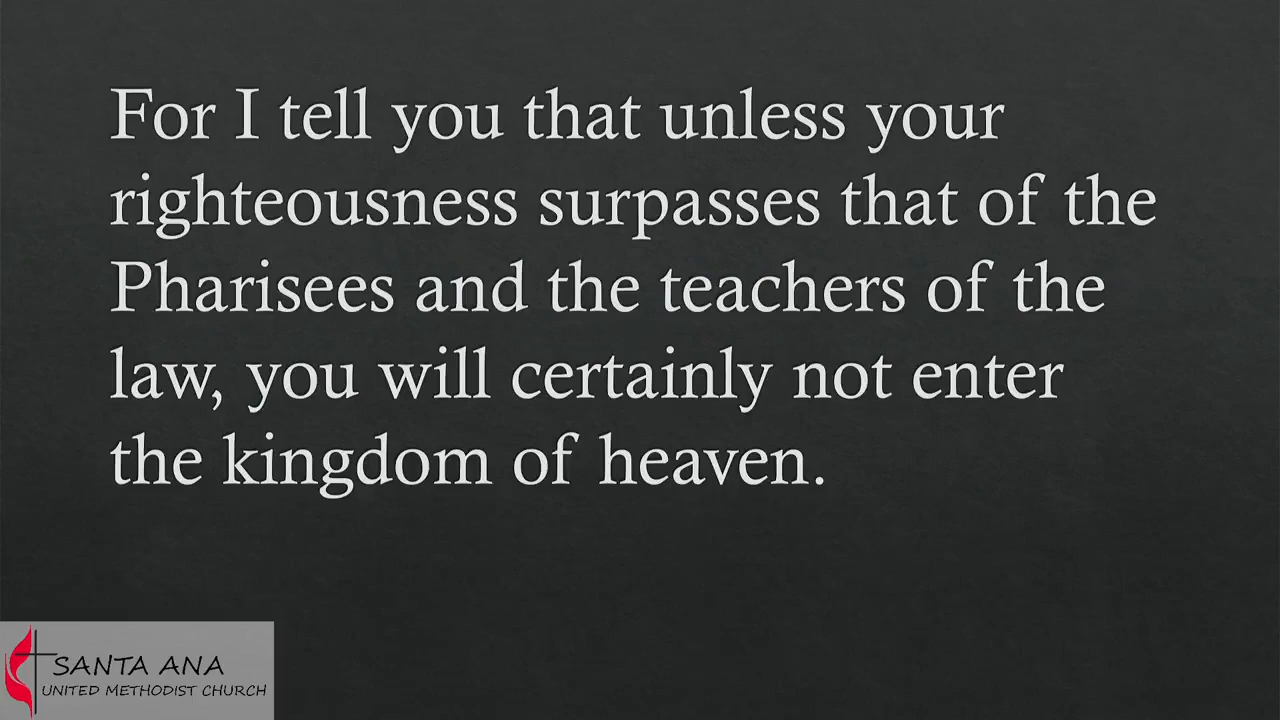 For I tell you that unless your
righteousness surpasses that of the
Pharisees and the teachers of the
law, you will certainly not enter
the kingdom of heaven.
SANTA ANA
UNITED METHODIST CHURCH